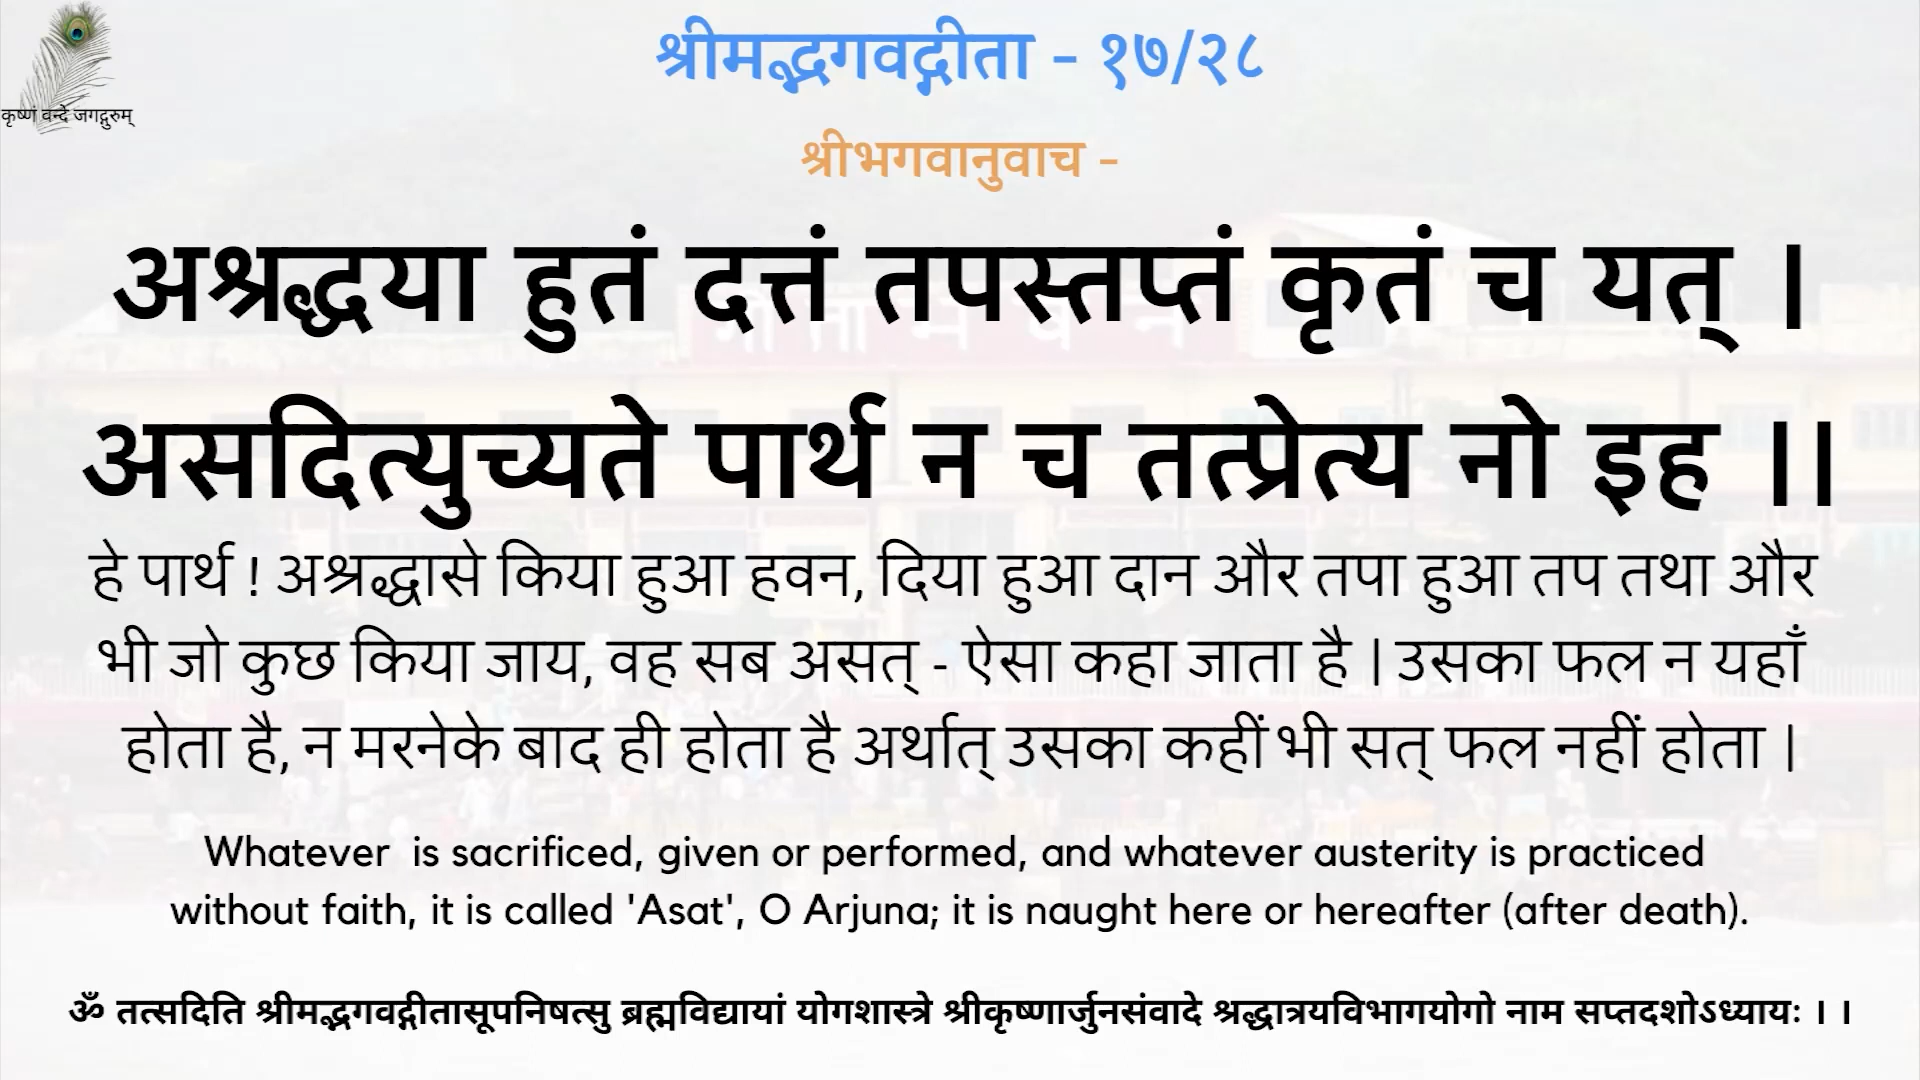 श्रीमद्भगवद्गीता - १७/२८
कृष्णं वन्दे जगद्गुरुम्
श्रीभगवानुवाच -
अश्रद्धया हुतं दत्तं तपस्तप्तं कृतं च यत् ।
असदित्युच्यते पार्थ न च तत्प्रेत्य नो इह ।।
हे पार्थ ! अश्रद्धासे किया हुआ हवन, दिया हुआ दान और तपा हुआ तप तथा और
भी जो कुछ किया जाय, वह सब असत् - ऐसा कहा जाता है | उसका फल न यहाँ
होता है, न मरनेके बाद ही होता है अर्थात् उसका कहीं भी सत् फल नहीं होता |
Whatever is sacrificed, given or performed, and whatever austerity is practiced
without faith, it is called 'Asat', O Arjuna; it is naught here or hereafter (after death).
ॐ तत्सदिति श्रीमद्भगवद्गीतासूपनिषत्सु ब्रह्मविद्यायां योगशास्त्रे श्रीकृष्णार्जुनसंवादे श्रद्धात्रयविभागयोगो नाम सप्तदशोऽध्यायः । ।